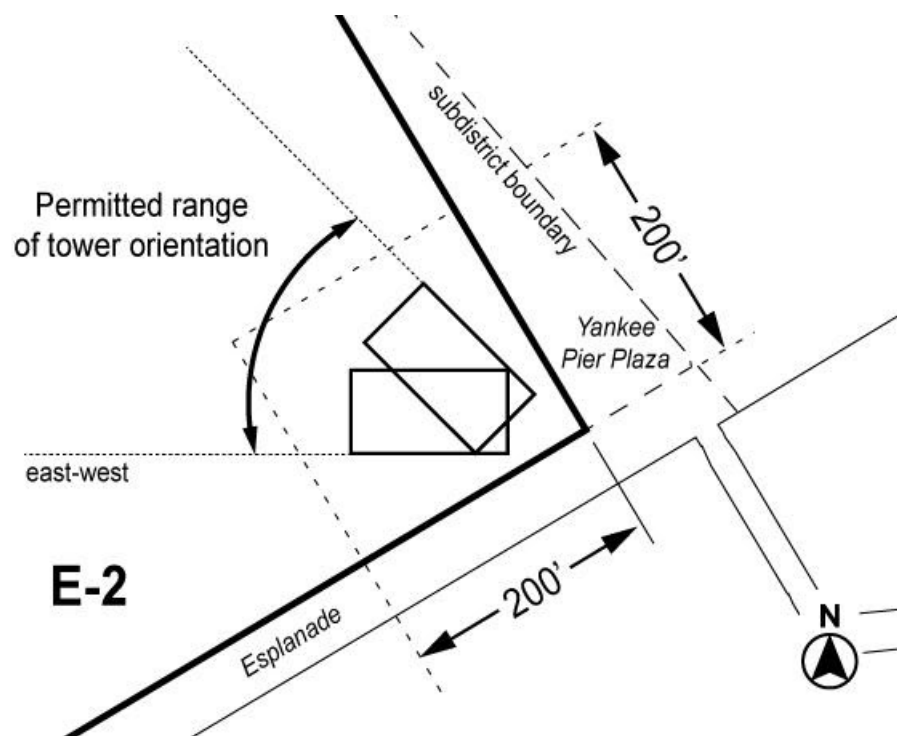 subdistrict boundary
200'
Permitted range
of tower orientation
Yankee
Pier Plaza
east-west
E-2
200'
Esplanade
N